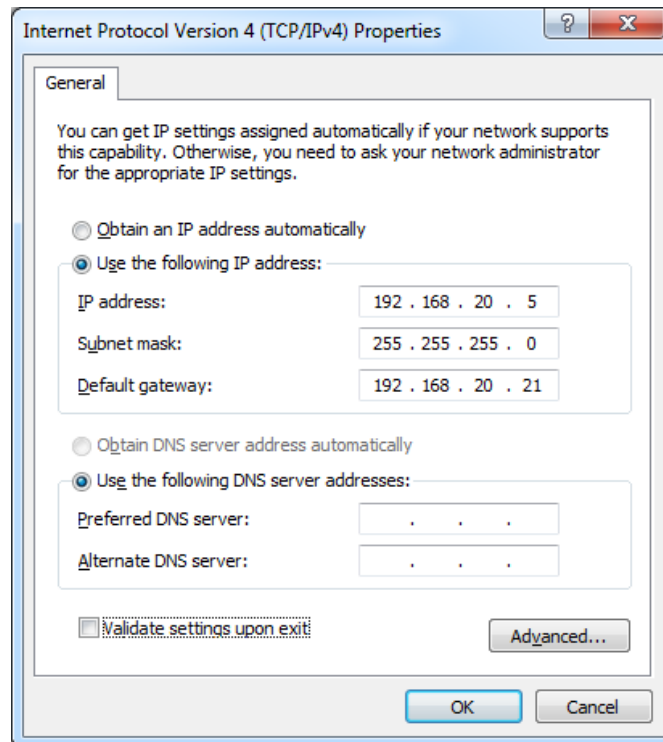 Internet Protocol Version 4 (TCP/IPv4) Properties
General
You can get IP settings assigned automatically if your network supports
this capability. Otherwise, you need to ask your network administrator
for the appropriate IP settings.
Obtain an IP address automatically
Use the following IP address:
IP address: 192 . 168 . 20 . 5
Subnet mask: 255 . 255 . 255 . 0
Default gateway: 192 . 168 . 20 . 21
Obtain DNS server address automatically
Use the following DNS server addresses:
Preferred DNS server: . . .
Alternate DNS server: . . .
Validate settings upon exit
Advanced...
OK Cancel